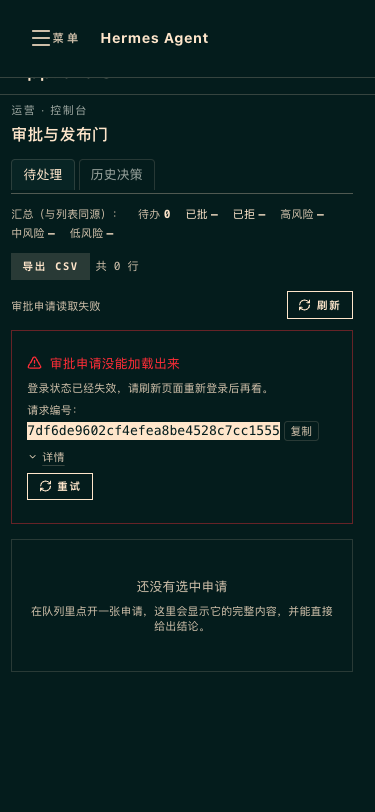 菜单 Hermes Agent
运营 · 控制台
审批与发布门
待处理 历史决策
汇总（与列表同源）： 待办 0 已批 — 已拒 — 高风险 —
中风险 — 低风险 —
导出 CSV 共 0 行
审批申请读取失败 刷新
审批申请没能加载出来
登录状态已经失效，请刷新页面重新登录后再看。
请求编号：
7df6de9602cf4efea8be4528c7cc1555 复制
详情
重试
还没有选中申请
在队列里点开一张申请，这里会显示它的完整内容，并能直接
给出结论。